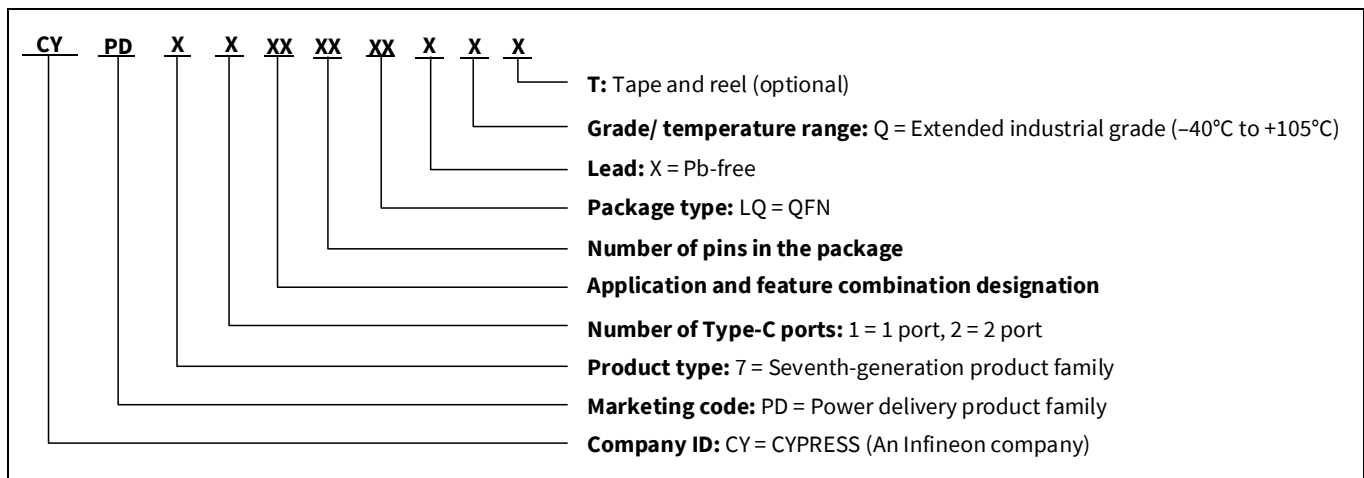 CY PD X X XX XX XX X X X
T: Tape and reel (optional)
Grade/ temperature range: Q = Extended industrial grade (–40°C to +105°C)
Lead: X = Pb-free
Package type: LQ = QFN
Number of pins in the package
Application and feature combination designation
Number of Type-C ports: 1 = 1 port, 2 = 2 port
Product type: 7 = Seventh-generation product family
Marketing code: PD = Power delivery product family
Company ID: CY = CYPRESS (An Infineon company)